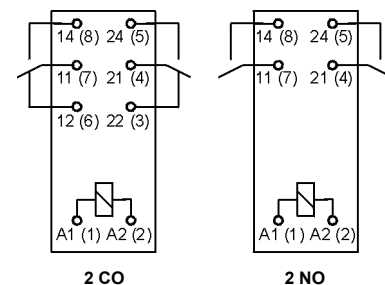 14 (8) 24 (5)
11 (7) 21 (4)
12 (6) 22 (3)
A1 (1) A2 (2)
2 CO
14 (8) 24 (5)
11 (7) 21 (4)
A1 (1) A2 (2)
2 NO